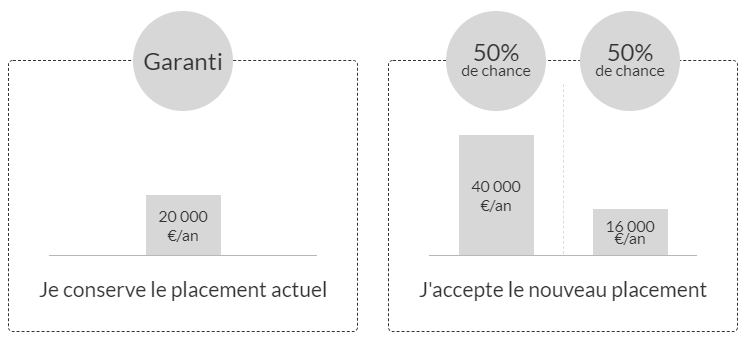 Garanti
20 000
€/an
Je conserve le placement actuel
50%
de chance
50%
de chance
40 000
€/an
16 000
€/an
J'accepte le nouveau placement